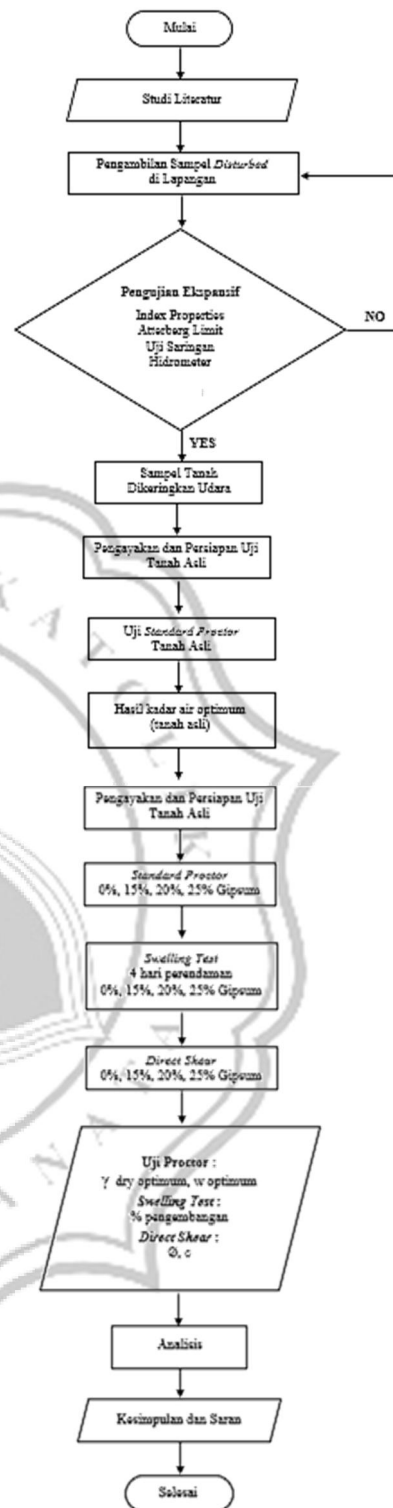 Mulai
Studi Literatur
Pengambilan Sampel Disturbed
di Lapangan
Pengujian Ekspansif
Index Properties
Atterberg Limit
Uji Saringan
Hidrometer
NO
YES
Sampel Tanah
Dikeringkan Udara
Pengayakan dan Persiapan Uji
Tanah Asli
Uji Standard Proctor
Tanah Asli
Hasil kadar air optimum
(tanah asli)
Pengayakan dan Persiapan Uji
Tanah Asli
Standard Proctor
0%, 15%, 20%, 25% Gipsum
Swelling Test
4 hari perendaman
0%, 15%, 20%, 25% Gipsum
Direct Shear
0%, 15%, 20%, 25% Gipsum
Uji Proctor :
γ dry optimum, w optimum
Swelling Test :
% pengembangan
Direct Shear :
Ø, c
Analisis
Kesimpulan dan Saran
Selesai